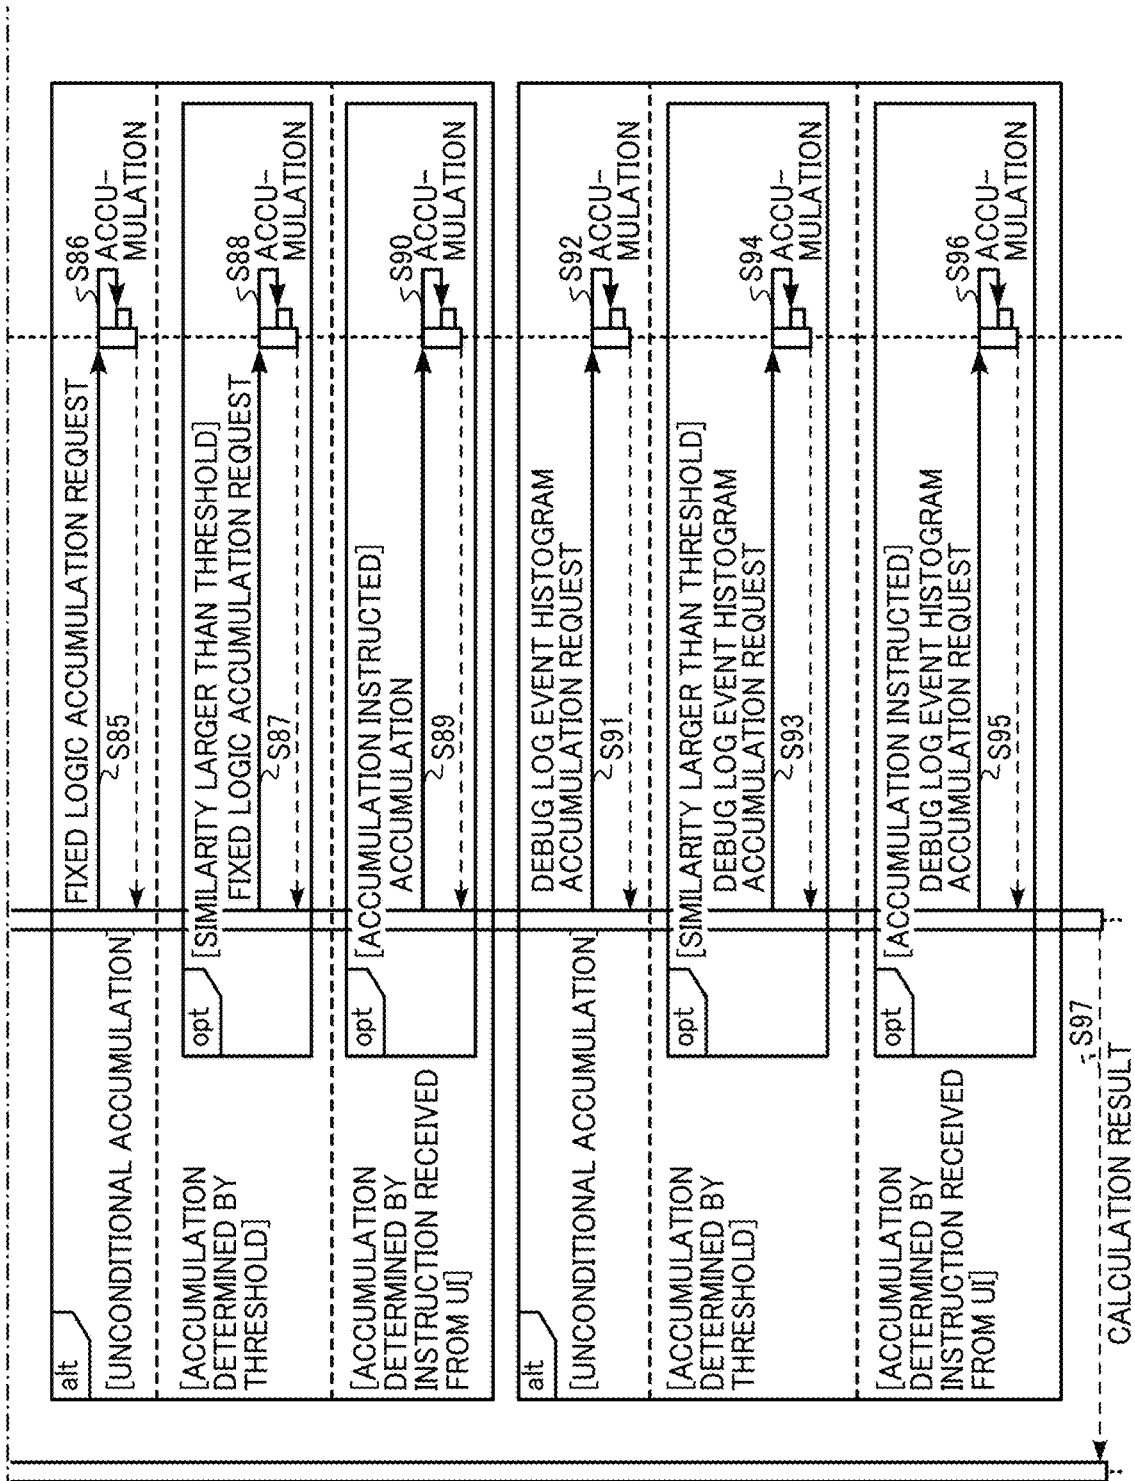 alt
[UNCONDITIONAL ACCUMULATION]
FIXED LOGIC ACCUMULATION REQUEST
S85
S86
ACCU-
MULATION
[ACCUMULATION
DETERMINED BY
THRESHOLD]
opt
[SIMILARITY LARGER THAN THRESHOLD]
FIXED LOGIC ACCUMULATION REQUEST
S87
S88
ACCU-
MULATION
[ACCUMULATION
DETERMINED BY
INSTRUCTION RECEIVED
FROM UI]
opt
[ACCUMULATION INSTRUCTED]
ACCUMULATION
S89
S90
ACCU-
MULATION
alt
[UNCONDITIONAL ACCUMULATION]
DEBUG LOG EVENT HISTOGRAM
ACCUMULATION REQUEST
S91
S92
ACCU-
MULATION
[ACCUMULATION
DETERMINED BY
THRESHOLD]
opt
[SIMILARITY LARGER THAN THRESHOLD]
DEBUG LOG EVENT HISTOGRAM
ACCUMULATION REQUEST
S93
S94
ACCU-
MULATION
[ACCUMULATION
DETERMINED BY
INSTRUCTION RECEIVED
FROM UI]
opt
[ACCUMULATION INSTRUCTED]
DEBUG LOG EVENT HISTOGRAM
ACCUMULATION REQUEST
S95
S96
ACCU-
MULATION
S97
CALCULATION RESULT